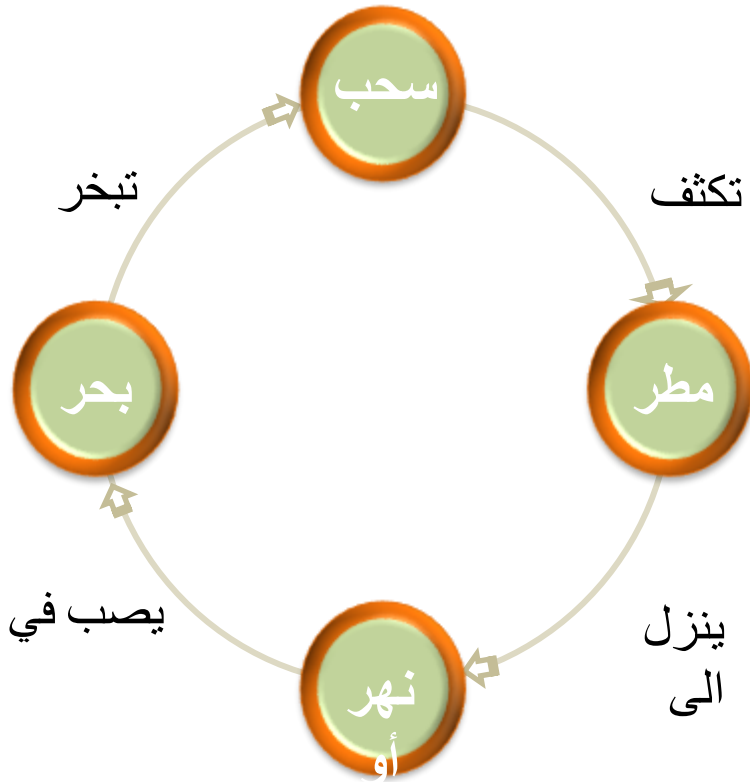 سحب
تكثف
مطر
ينزل
الى
نهر
أو
يصب في
بحر
تبخر